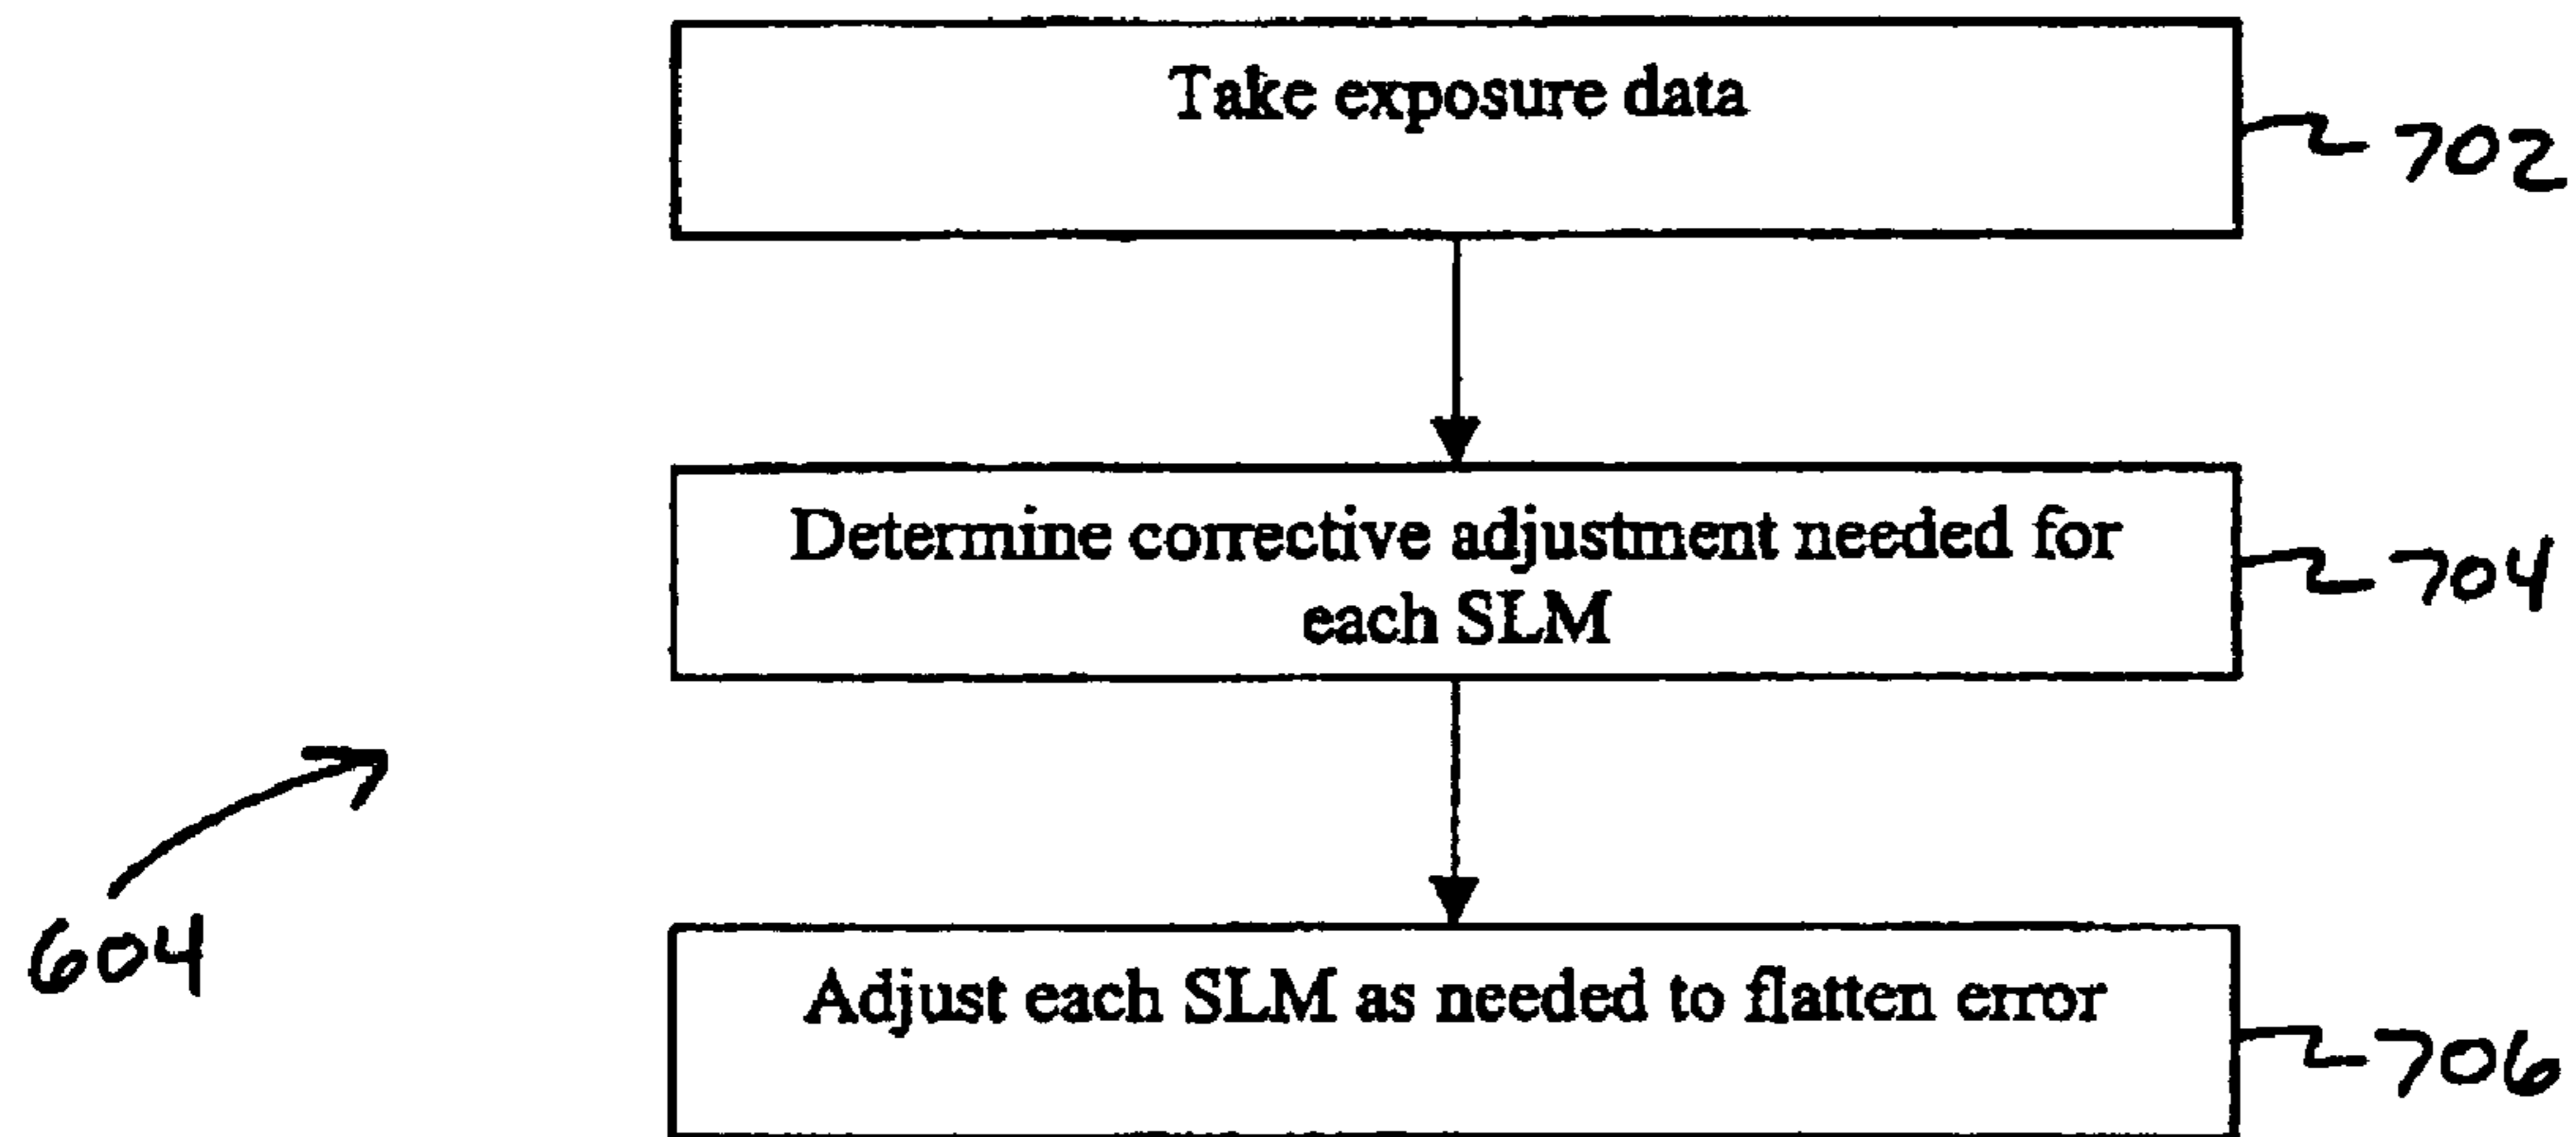 Take exposure data
702
Determine corrective adjustment needed for
each SLM
704
604
Adjust each SLM as needed to flatten error
706